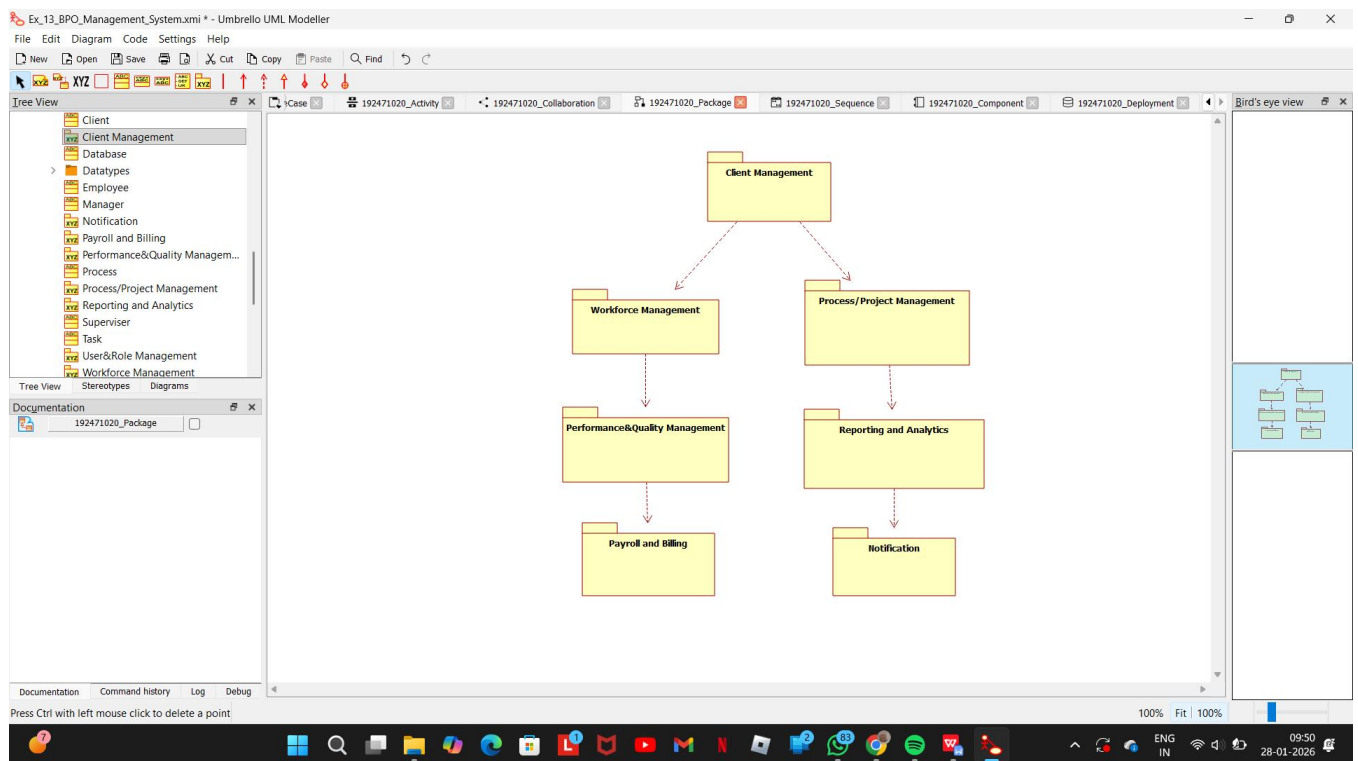 Ex_13_BPO_Management_System.xmi * - Umbrello UML Modeller
File Edit Diagram Code Settings Help
New Open Save Cut Copy Paste Find
XYZ
Tree View
Client
Client Management
Database
Datatypes
Employee
Manager
Notification
Payroll and Billing
Performance&Quality Managem...
Process
Process/Project Management
Reporting and Analytics
Superviser
Task
User&Role Management
Workforce Management
Tree View Stereotypes Diagrams
Documentation
192471020_Package
Documentation Command history Log Debug
:Case 192471020_Activity 192471020_Collaboration 192471020_Package 192471020_Sequence 192471020_Component 192471020_Deployment
Client Management
Workforce Management
Process/Project Management
Performance&Quality Management
Reporting and Analytics
Payroll and Billing
Notification
Bird's eye view
Press Ctrl with left mouse click to delete a point
100% Fit 100%
7
1
2
83
ENG
IN
09:50
28-01-2026